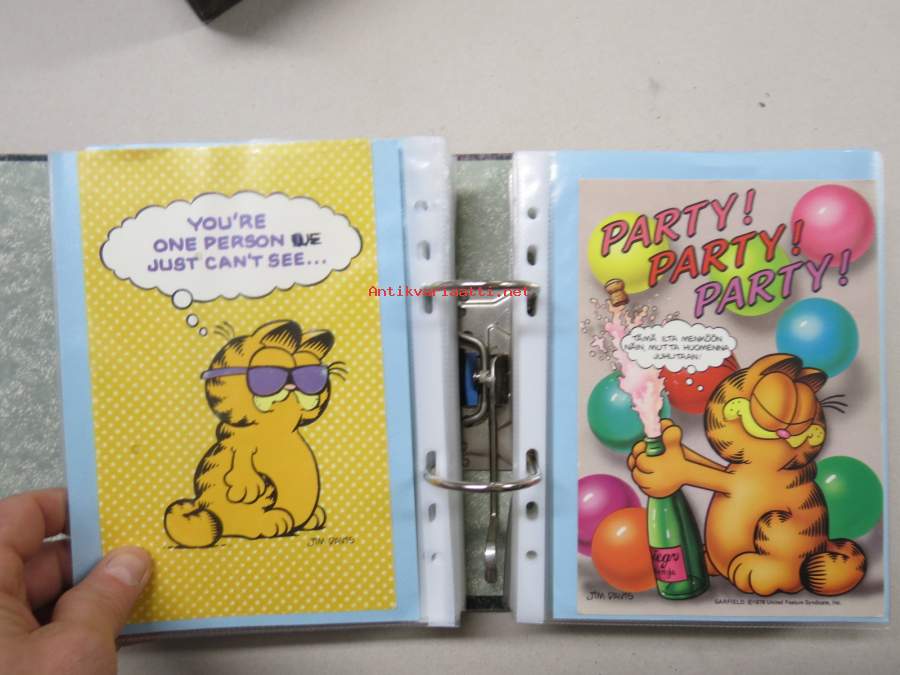 YOU'RE
ONE PERSON WE
JUST CAN'T SEE...
JIM DAVIS
Antikvariaatti.net
PARTY!
PARTY!
PARTY!
TÄMÄ ILTA MENKÖÖN
NÄIN, MUTTA HUOMENNA
JUHLITAAN!
JIM DAVIS
GARFIELD: ©1978 United Feature Syndicate, Inc.